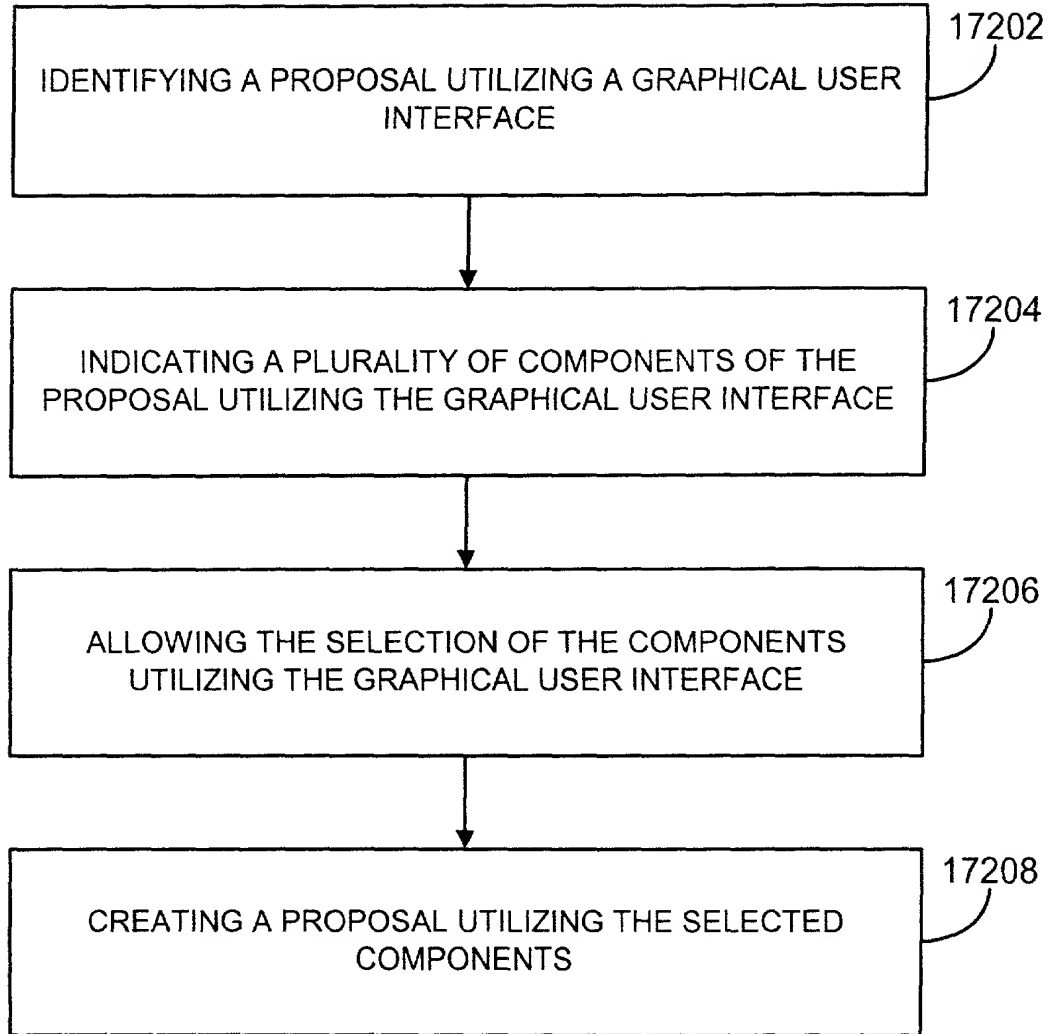 17202
IDENTIFYING A PROPOSAL UTILIZING A GRAPHICAL USER
INTERFACE
17204
INDICATING A PLURALITY OF COMPONENTS OF THE
PROPOSAL UTILIZING THE GRAPHICAL USER INTERFACE
17206
ALLOWING THE SELECTION OF THE COMPONENTS
UTILIZING THE GRAPHICAL USER INTERFACE
17208
CREATING A PROPOSAL UTILIZING THE SELECTED
COMPONENTS